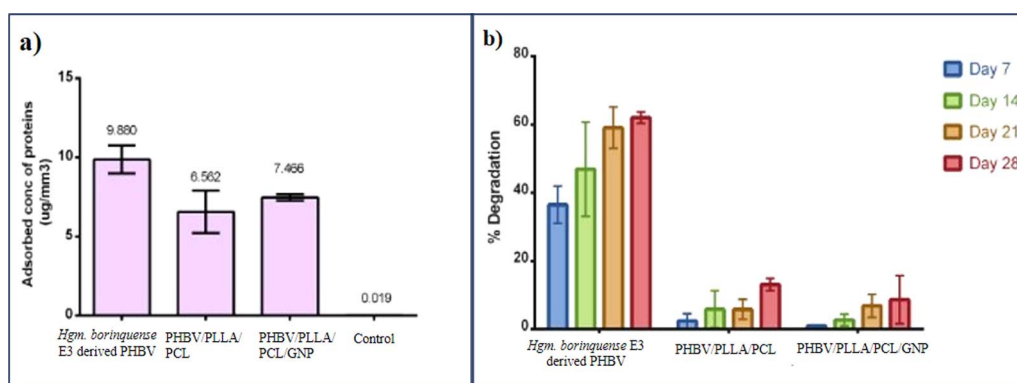 a)
Adsorbed conc of proteins
(ug/mm3)
15
10
5
0
9.880
6.562
7.466
0.019
Hgm. borinquense
E3 derived PHBV
PHBV/PLLA/
PCL
PHBV/PLLA/
PCL/GNP
Control
b)
% Degradation
80
60
40
20
0
Day 7
Day 14
Day 21
Day 28
Hgm. borinquense E3
derived PHBV
PHBV/PLLA/PCL
PHBV/PLLA/PCL/GNP